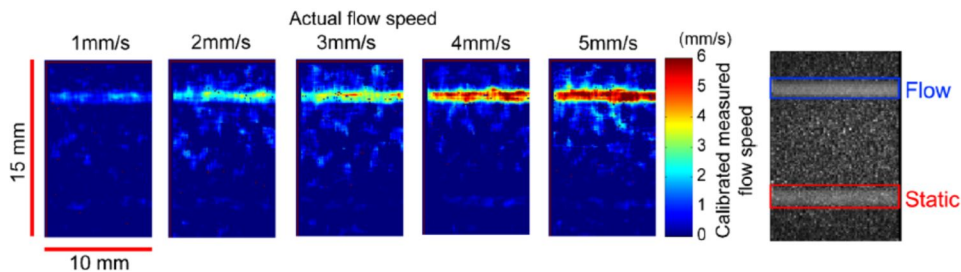 Actual flow speed
1mm/s 2mm/s 3mm/s 4mm/s 5mm/s (mm/s)
6
5
4
3
2
1
0
Calibrated measured
flow speed
15 mm
10 mm
Flow
Static